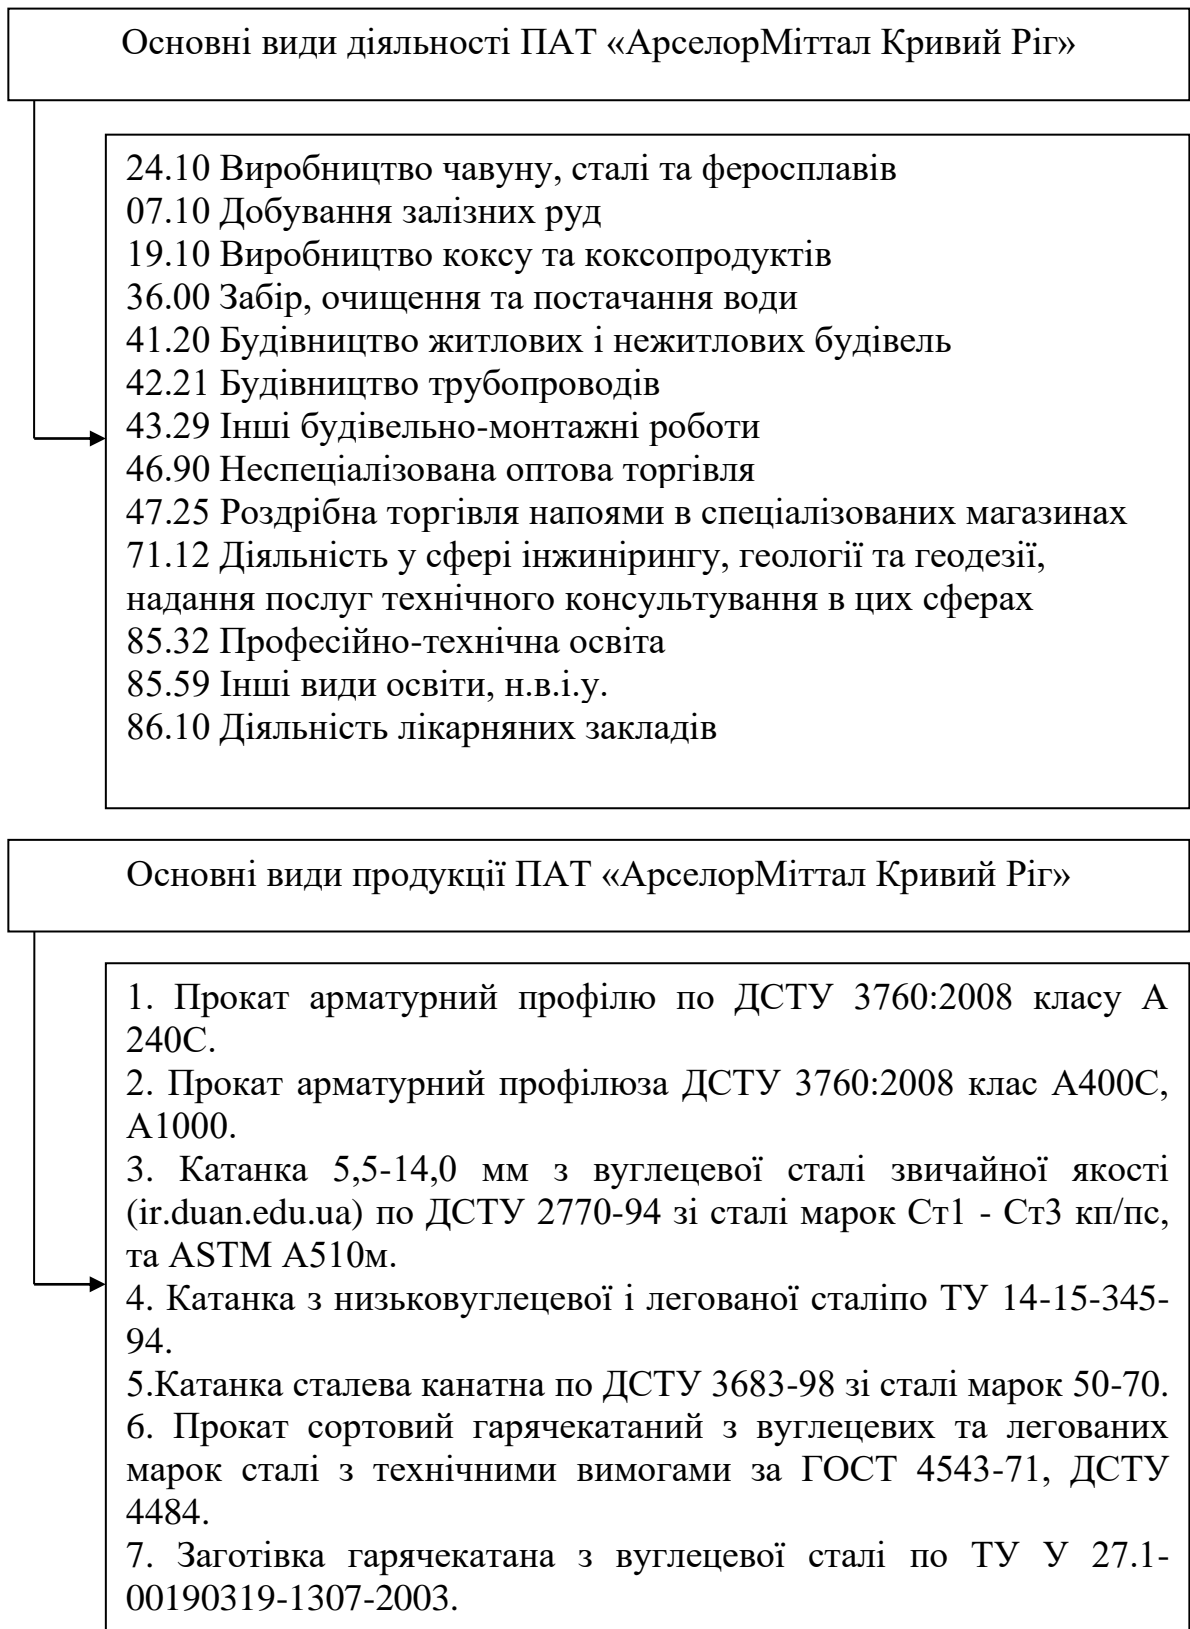 Основні види діяльності ПАТ «АрселорМіттал Кривий Ріг»
24.10 Виробництво чавуну, сталі та феросплавів
07.10 Добування залізних руд
19.10 Виробництво коксу та коксопродуктів
36.00 Забір, очищення та постачання води
41.20 Будівництво житлових і нежитлових будівель
42.21 Будівництво трубопроводів
43.29 Інші будівельно-монтажні роботи
46.90 Неспеціалізована оптова торгівля
47.25 Роздрібна торгівля напоями в спеціалізованих магазинах
71.12 Діяльність у сфері інжинірингу, геології та геодезії,
надання послуг технічного консультування в цих сферах
85.32 Професійно-технічна освіта
85.59 Інші види освіти, н.в.і.у.
86.10 Діяльність лікарняних закладів
Основні види продукції ПАТ «АрселорМіттал Кривий Ріг»
1. Прокат арматурний профілю по ДСТУ 3760:2008 класу А
240С.
2. Прокат арматурний профілюза ДСТУ 3760:2008 клас А400С,
А1000.
3. Катанка 5,5-14,0 мм з вуглецевої сталі звичайної якості
(ir.duan.edu.ua) по ДСТУ 2770-94 зі сталі марок Ст1 - Ст3 кп/пс,
та ASTM А510м.
4. Катанка з низьковуглецевої і легованої сталіпо ТУ 14-15-345-
94.
5.Катанка сталева канатна по ДСТУ 3683-98 зі сталі марок 50-70.
6. Прокат сортовий гарячекатаний з вуглецевих та легованих
марок сталі з технічними вимогами за ГОСТ 4543-71, ДСТУ
4484.
7. Заготівка гарячекатана з вуглецевої сталі по ТУ У 27.1-
00190319-1307-2003.